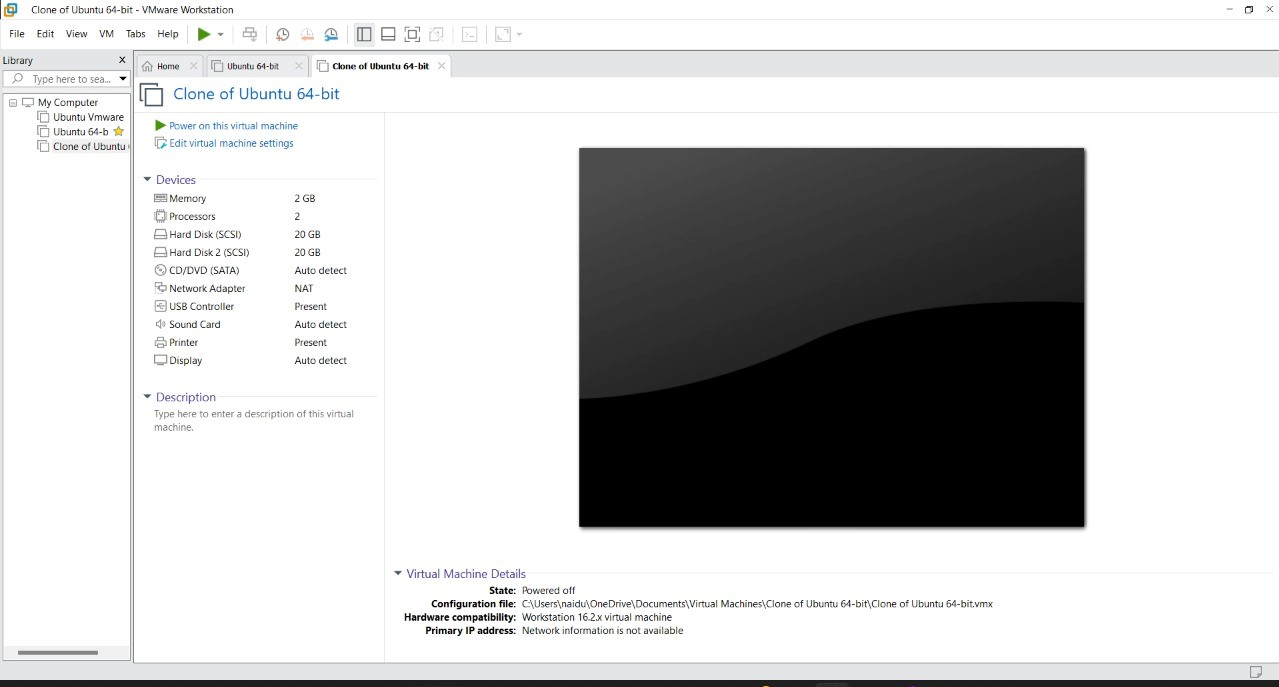 Clone of Ubuntu 64-bit - VMware Workstation
File Edit View VM Tabs Help
Library
Type here to sea...
Home
Ubuntu 64-bit
Clone of Ubuntu 64-bit
My Computer
Ubuntu Vmware
Ubuntu 64-b
Clone of Ubuntu
Clone of Ubuntu 64-bit
Power on this virtual machine
Edit virtual machine settings
Devices
Memory 2 GB
Processors 2
Hard Disk (SCSI) 20 GB
Hard Disk 2 (SCSI) 20 GB
CD/DVD (SATA) Auto detect
Network Adapter NAT
USB Controller Present
Sound Card Auto detect
Printer Present
Display Auto detect
Description
Type here to enter a description of this virtual
machine.
Virtual Machine Details
State: Powered off
Configuration file: C:\Users\naidu\OneDrive\Documents\Virtual Machines\Clone of Ubuntu 64-bit\Clone of Ubuntu 64-bit.vmx
Hardware compatibility: Workstation 16.2.x virtual machine
Primary IP address: Network information is not available